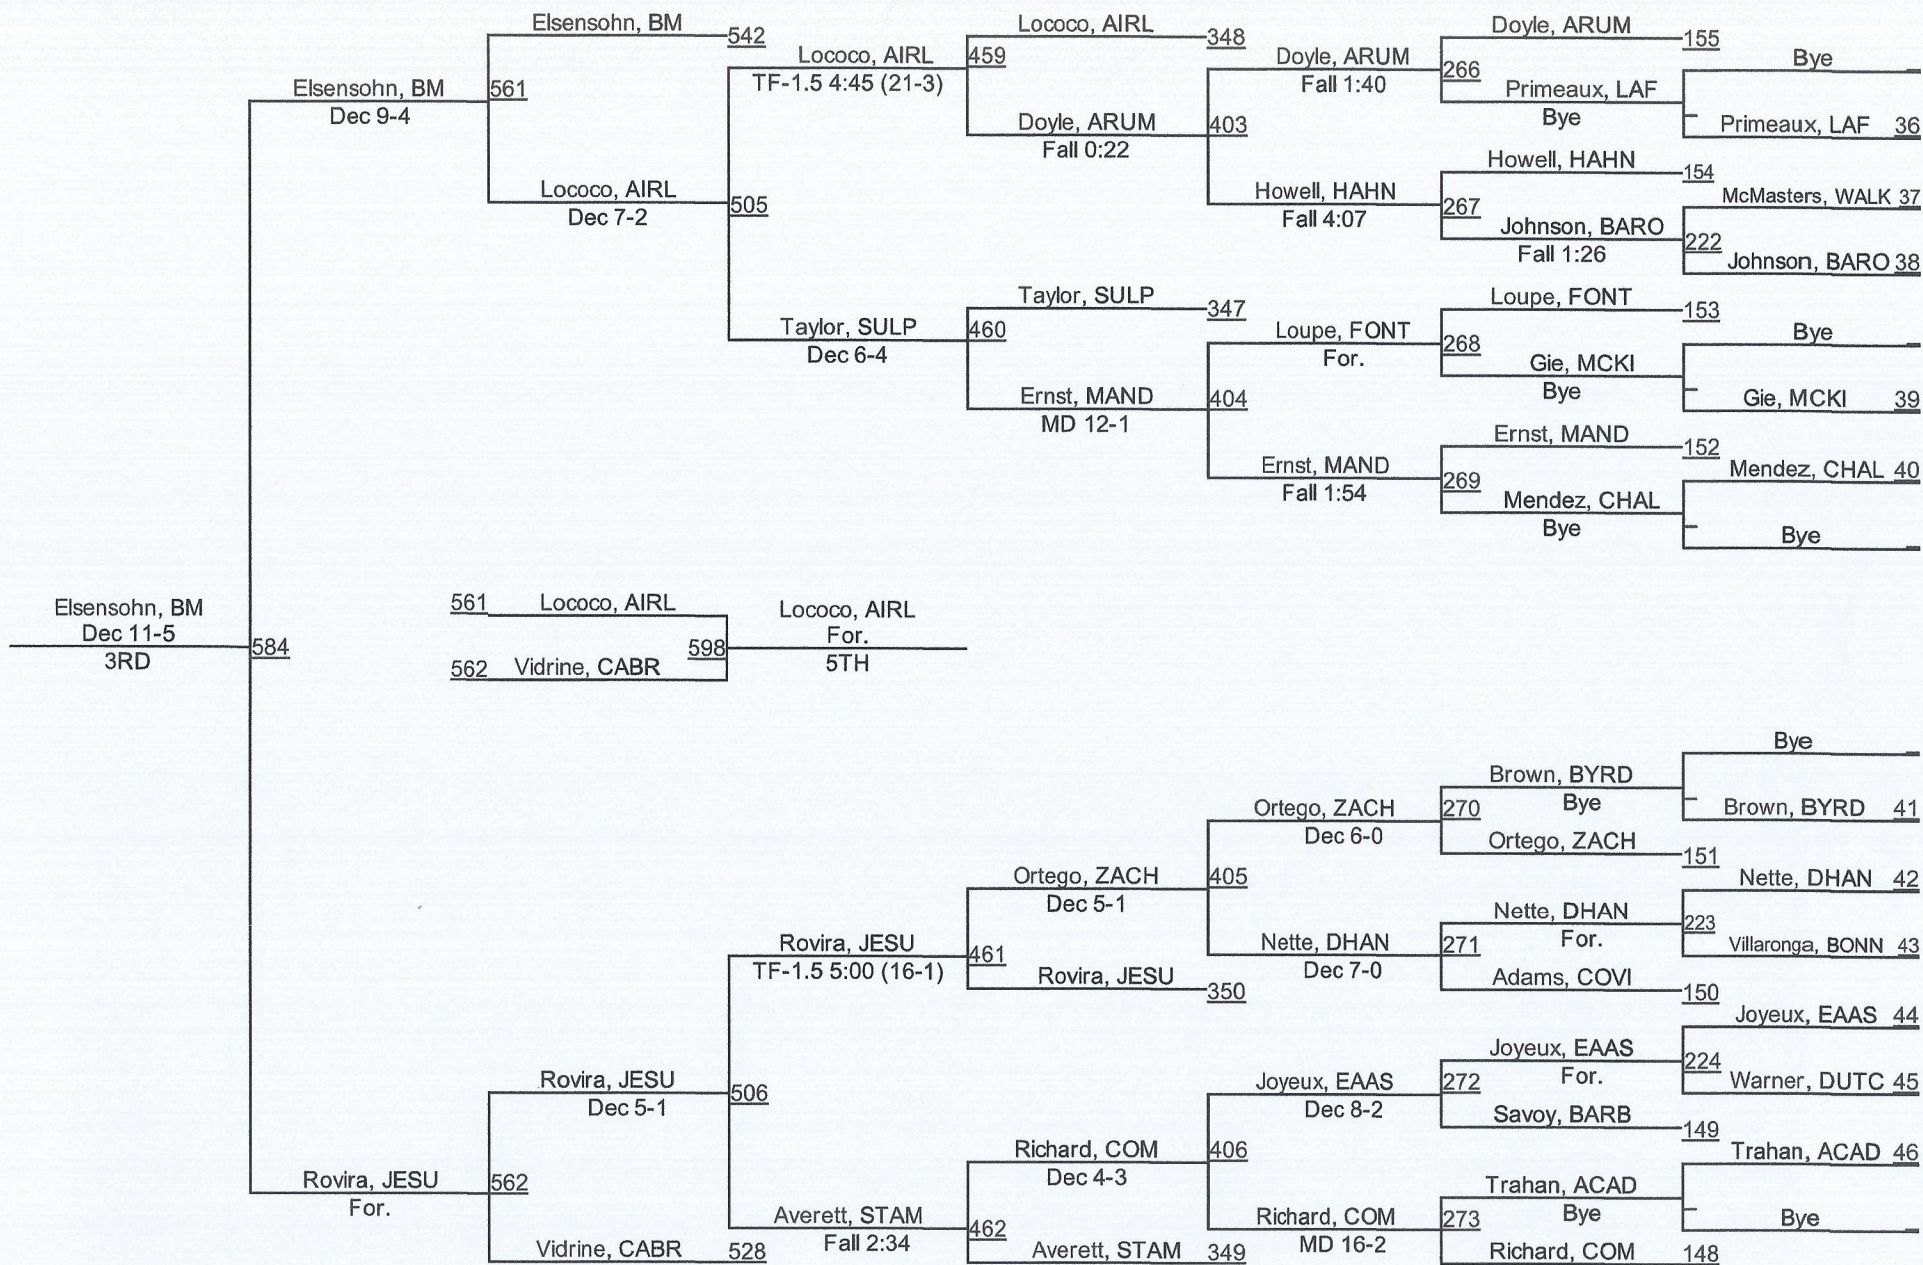 Elsensohn, BM
542
Lococo, AIRL
348
Doyle, ARUM
155
Bye
Lococo, AIRL
TF-1.5 4:45 (21-3)
459
Doyle, ARUM
Fall 1:40
266
Primeaux, LAF
Bye
Primeaux, LAF 36
Elsensohn, BM
Dec 9-4
561
Doyle, ARUM
Fall 0:22
403
Howell, HAHN
154
McMasters, WALK 37
Lococo, AIRL
Dec 7-2
505
Howell, HAHN
Fall 4:07
267
Johnson, BARO
Fall 1:26
222
Johnson, BARO 38
Taylor, SULP
347
Loupe, FONT
153
Bye
Taylor, SULP
Dec 6-4
460
Loupe, FONT
For.
268
Gie, MCKI
Bye
Gie, MCKI 39
Ernst, MAND
MD 12-1
404
Ernst, MAND
152
Mendez, CHAL 40
Ernst, MAND
Fall 1:54
269
Mendez, CHAL
Bye
Bye
Elsensohn, BM
Dec 11-5
3RD
584
561 Lococo, AIRL
562 Vidrine, CABR
598
Lococo, AIRL
For.
5TH
Bye
Brown, BYRD
Bye
Brown, BYRD 41
Ortego, ZACH
Dec 6-0
270
Ortego, ZACH
151
Nette, DHAN 42
Ortego, ZACH
Dec 5-1
405
Nette, DHAN
For.
223
Villaronga, BONN 43
Rovira, JESU
TF-1.5 5:00 (16-1)
461
Nette, DHAN
Dec 7-0
271
Adams, COVI
150
Rovira, JESU
350
Joyeux, EAAS 44
Joyeux, EAAS
For.
224
Warner, DUTC 45
Rovira, JESU
Dec 5-1
506
Joyeux, EAAS
Dec 8-2
272
Savoy, BARB
149
Richard, COM
Dec 4-3
406
Trahan, ACAD 46
Rovira, JESU
For.
562
Trahan, ACAD
Bye
Bye
Averett, STAM
Fall 2:34
462
Richard, COM
MD 16-2
273
Vidrine, CABR
528
Averett, STAM
349
Richard, COM
148